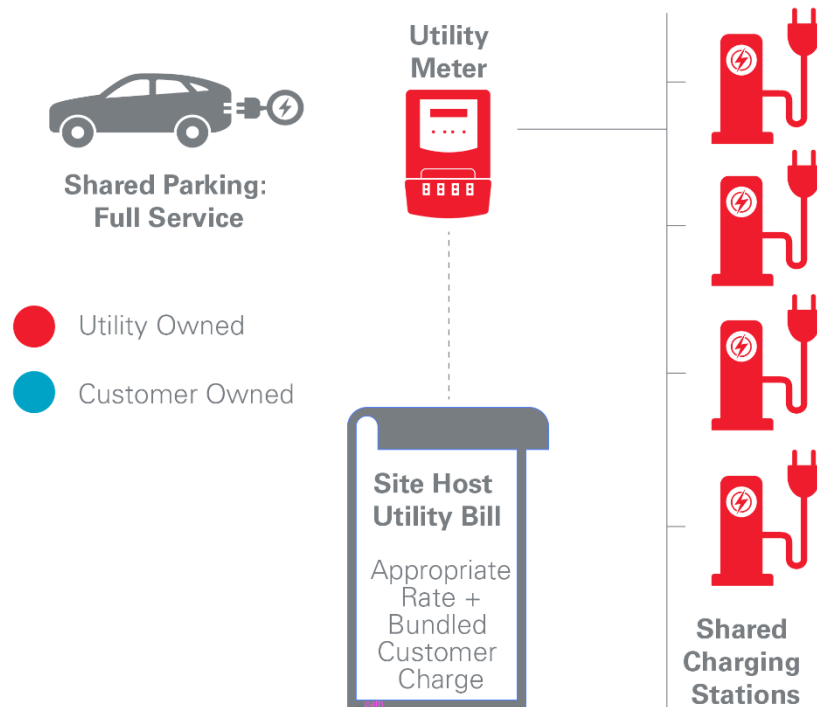 Utility
Meter
Shared Parking:
Full Service
Utility Owned
Customer Owned
Site Host
Utility Bill
Appropriate
Rate +
Bundled
Customer
Charge
Shared
Charging
Stations